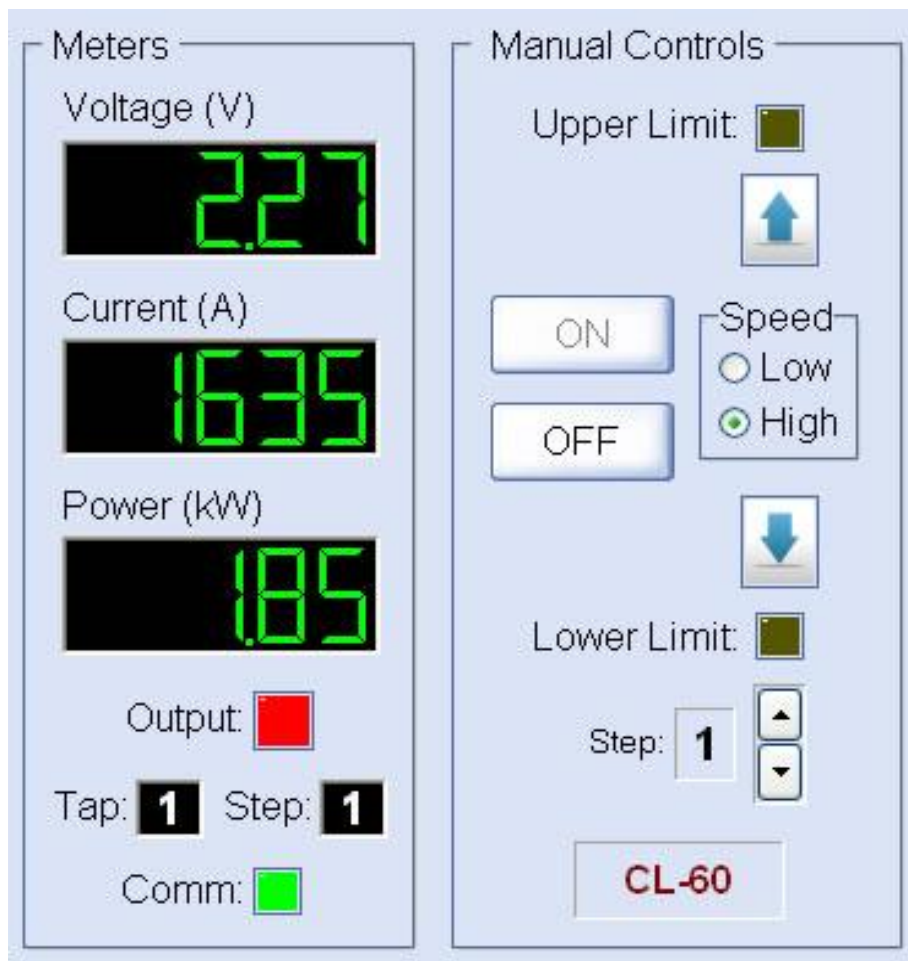 Meters
Voltage (V)
2.27
Current (A)
1635
Power (kW)
1.85
Output:
Tap: 1 Step: 1
Comm:
Manual Controls
Upper Limit:
ON
OFF
Speed
Low
High
Lower Limit:
Step: 1
CL-60